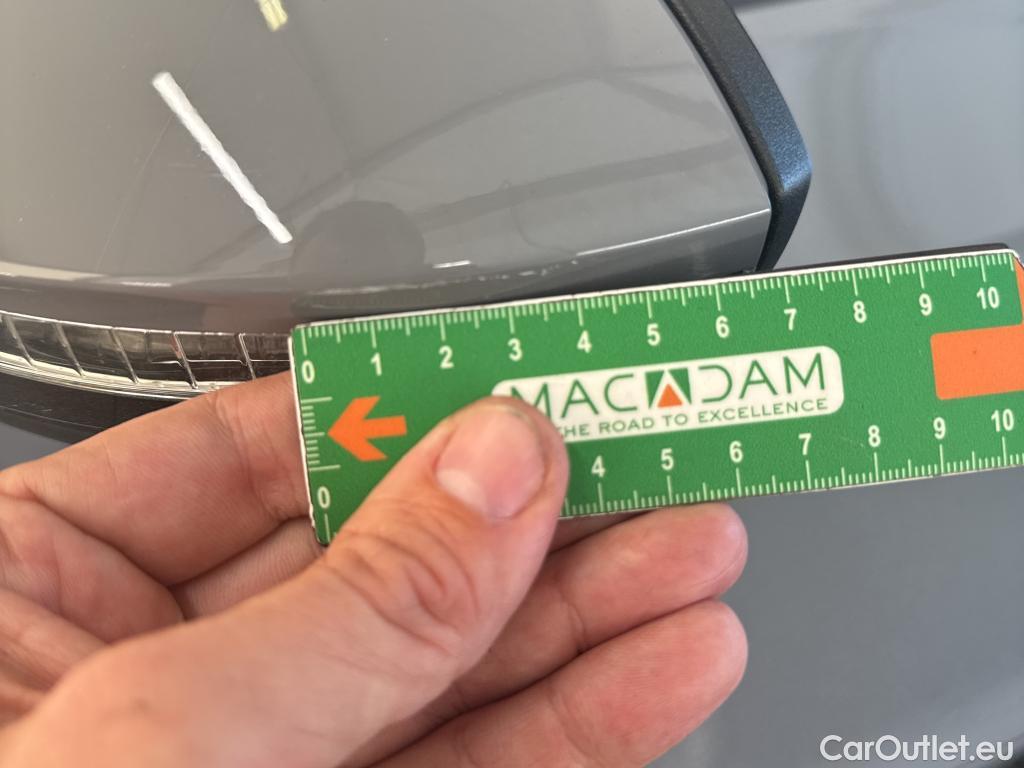 0 1 2 3 4 5 6 7 8 9 10
MACADAM
HE ROAD TO EXCELLENCE
0 4 5 6 7 8 9 10
CarOutlet.eu